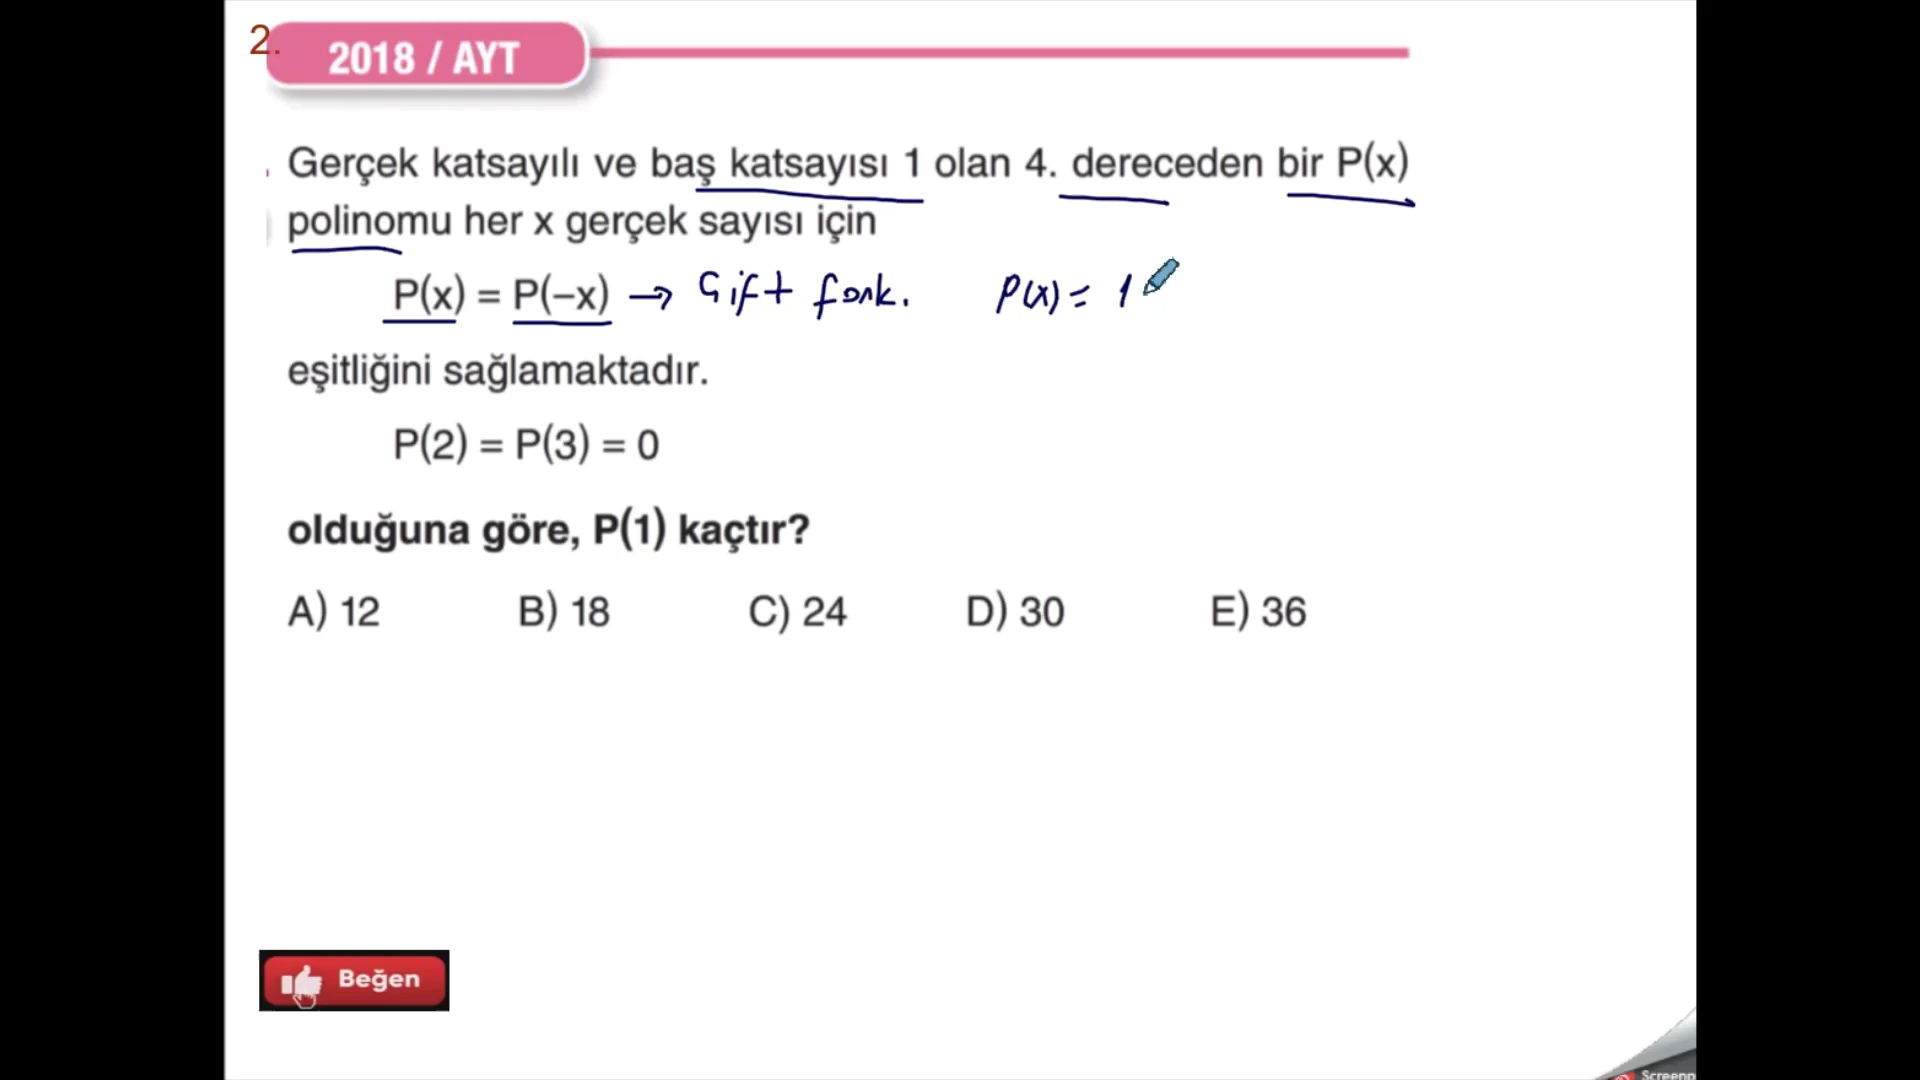 2.
2018 / AYT
Gerçek katsayılı ve baş katsayısı 1 olan 4. dereceden bir P(x)
polinomu her x gerçek sayısı için
P(x) = P(–x) → Çift fonk. P(x) = 1
eşitliğini sağlamaktadır.
P(2) = P(3) = 0
olduğuna göre, P(1) kaçtır?
A) 12 B) 18 C) 24 D) 30 E) 36
Beğen